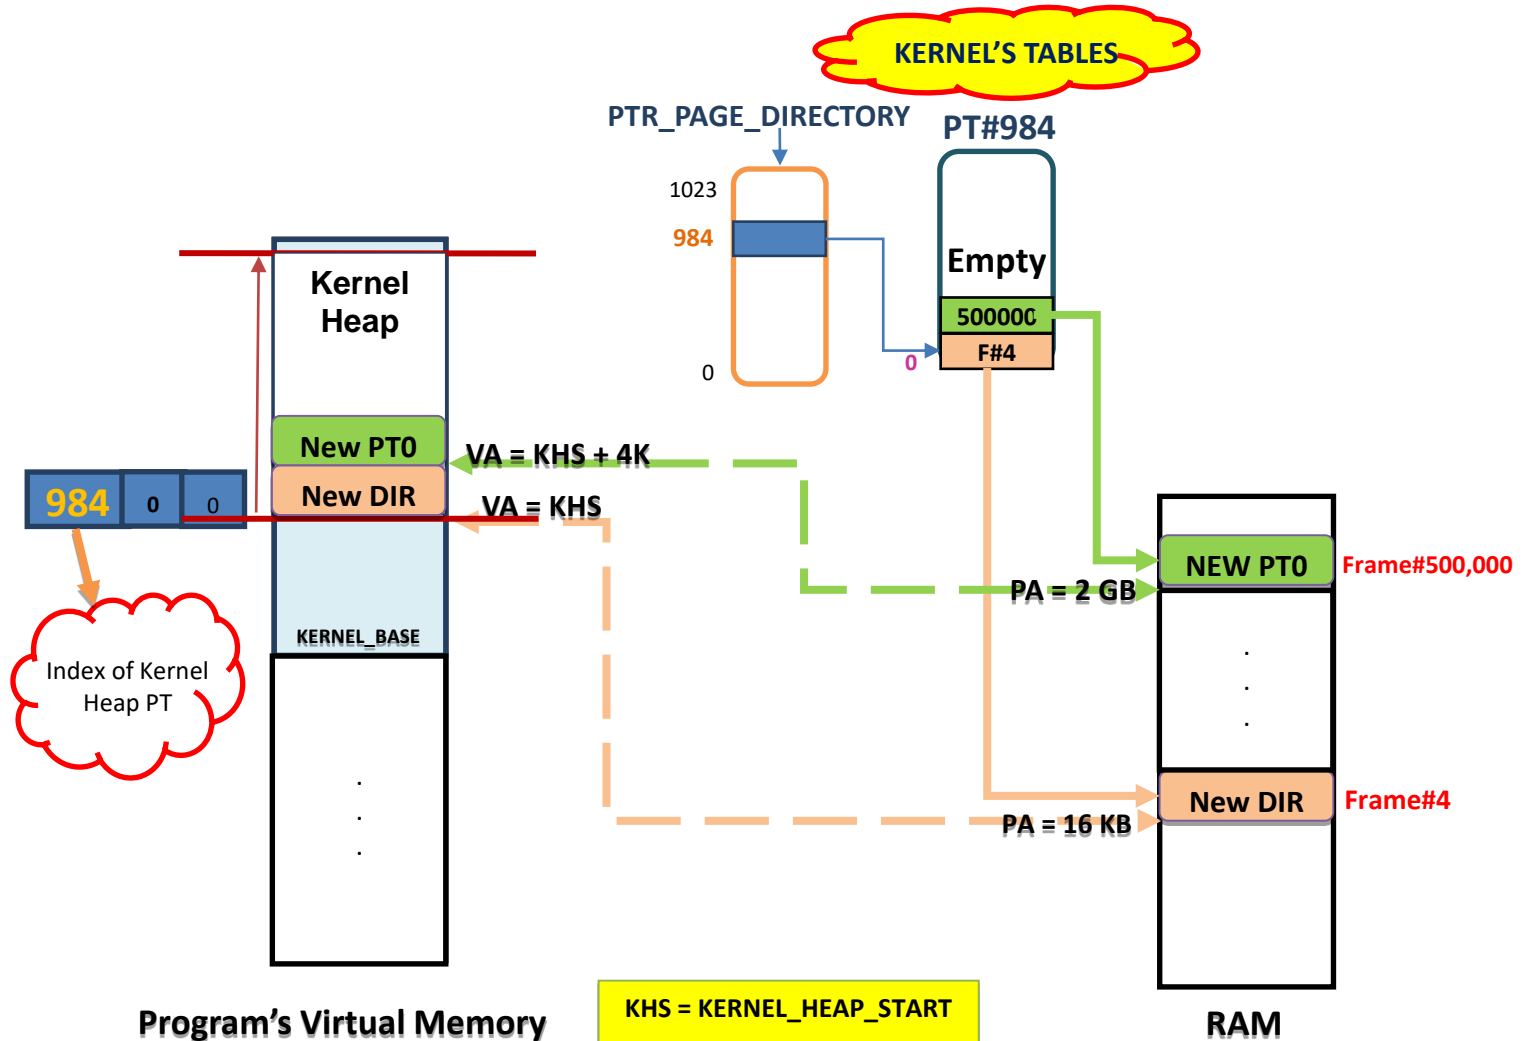 KERNEL'S TABLES
PTR_PAGE_DIRECTORY
PT#984
1023
984
0
Empty
500000
F#4
0
Kernel
Heap
New PT0
New DIR
VA = KHS + 4K
VA = KHS
984 0 0
Index of Kernel
Heap PT
KERNEL_BASE
.
.
.
NEW PT0
Frame#500,000
PA = 2 GB
.
.
.
New DIR
Frame#4
PA = 16 KB
Program's Virtual Memory
KHS = KERNEL_HEAP_START
RAM